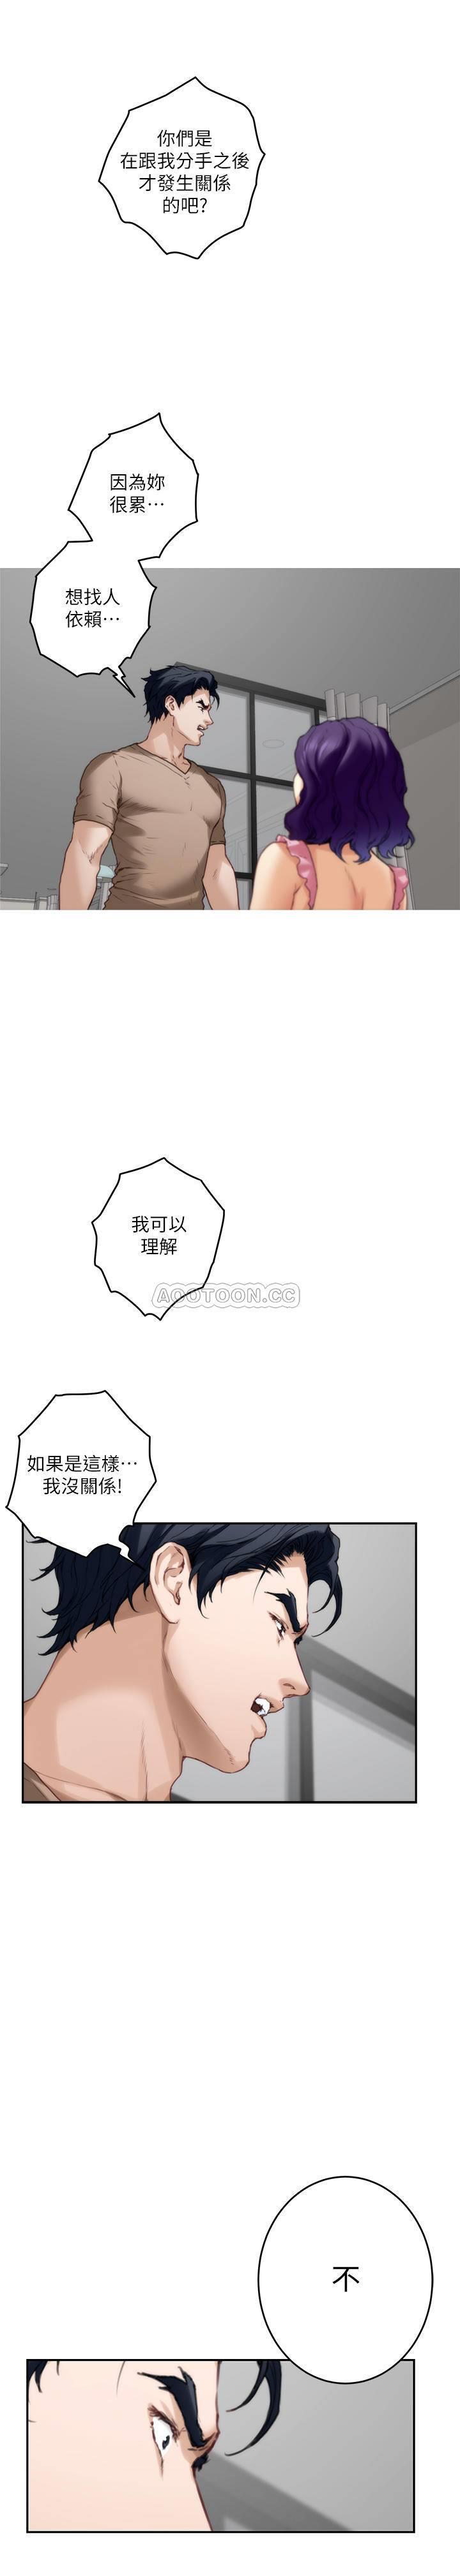 你們是
在跟我分手之後
才發生關係
的吧?
因為妳
很累…
想找人
依賴…
我可以
理解
AQQTOON.CC
如果是這樣…
我沒關係!
不